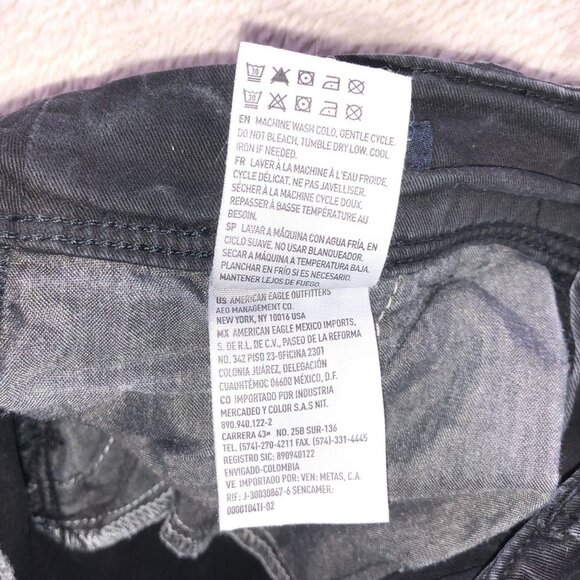 30
30
EN MACHINE WASH COLD, GENTLE CYCLE.
DO NOT BLEACH. TUMBLE DRY LOW. COOL
IRON IF NEEDED.
FR LAVER À LA MACHINE À L'EAU FROIDE,
CYCLE DÉLICAT. NE PAS JAVELLISER.
SÉCHER À LA MACHINE CYCLE DOUX.
REPASSER À BASSE TEMPÉRATURE AU
BESOIN.
SP LAVAR A MÁQUINA CON AGUA FRÍA, EN
CICLO SUAVE. NO USAR BLANQUEADOR.
SECAR A MÁQUINA A TEMPERATURA BAJA.
PLANCHAR EN FRÍO SI ES NECESARIO.
MANTENER LEJOS DE FUEGO.
US AMERICAN EAGLE OUTFITTERS
AEO MANAGEMENT CO.
NEW YORK, NY 10016 USA
MX AMERICAN EAGLE MEXICO IMPORTS,
S. DE R.L. DE C.V., PASEO DE LA REFORMA
NO. 342 PISO 23-OFICINA 2301
COLONIA JUÁREZ, DELEGACIÓN
CUAUHTÉMOC 06600 MÉXICO, D.F.
CO IMPORTADO POR INDUSTRIA
MERCADEO Y COLOR S.A.S NIT.
890.940.122-2
CARRERA 43ª NO. 25B SUR-136
TEL. (574)-270-4211 FAX. (574)-331-4445
REGISTRO SIC: 890940122
ENVIGADO-COLOMBIA
VE IMPORTADO POR: VEN: METAS, C.A.
RIF: J-30030867-6 SENCAMER:
000010411-02